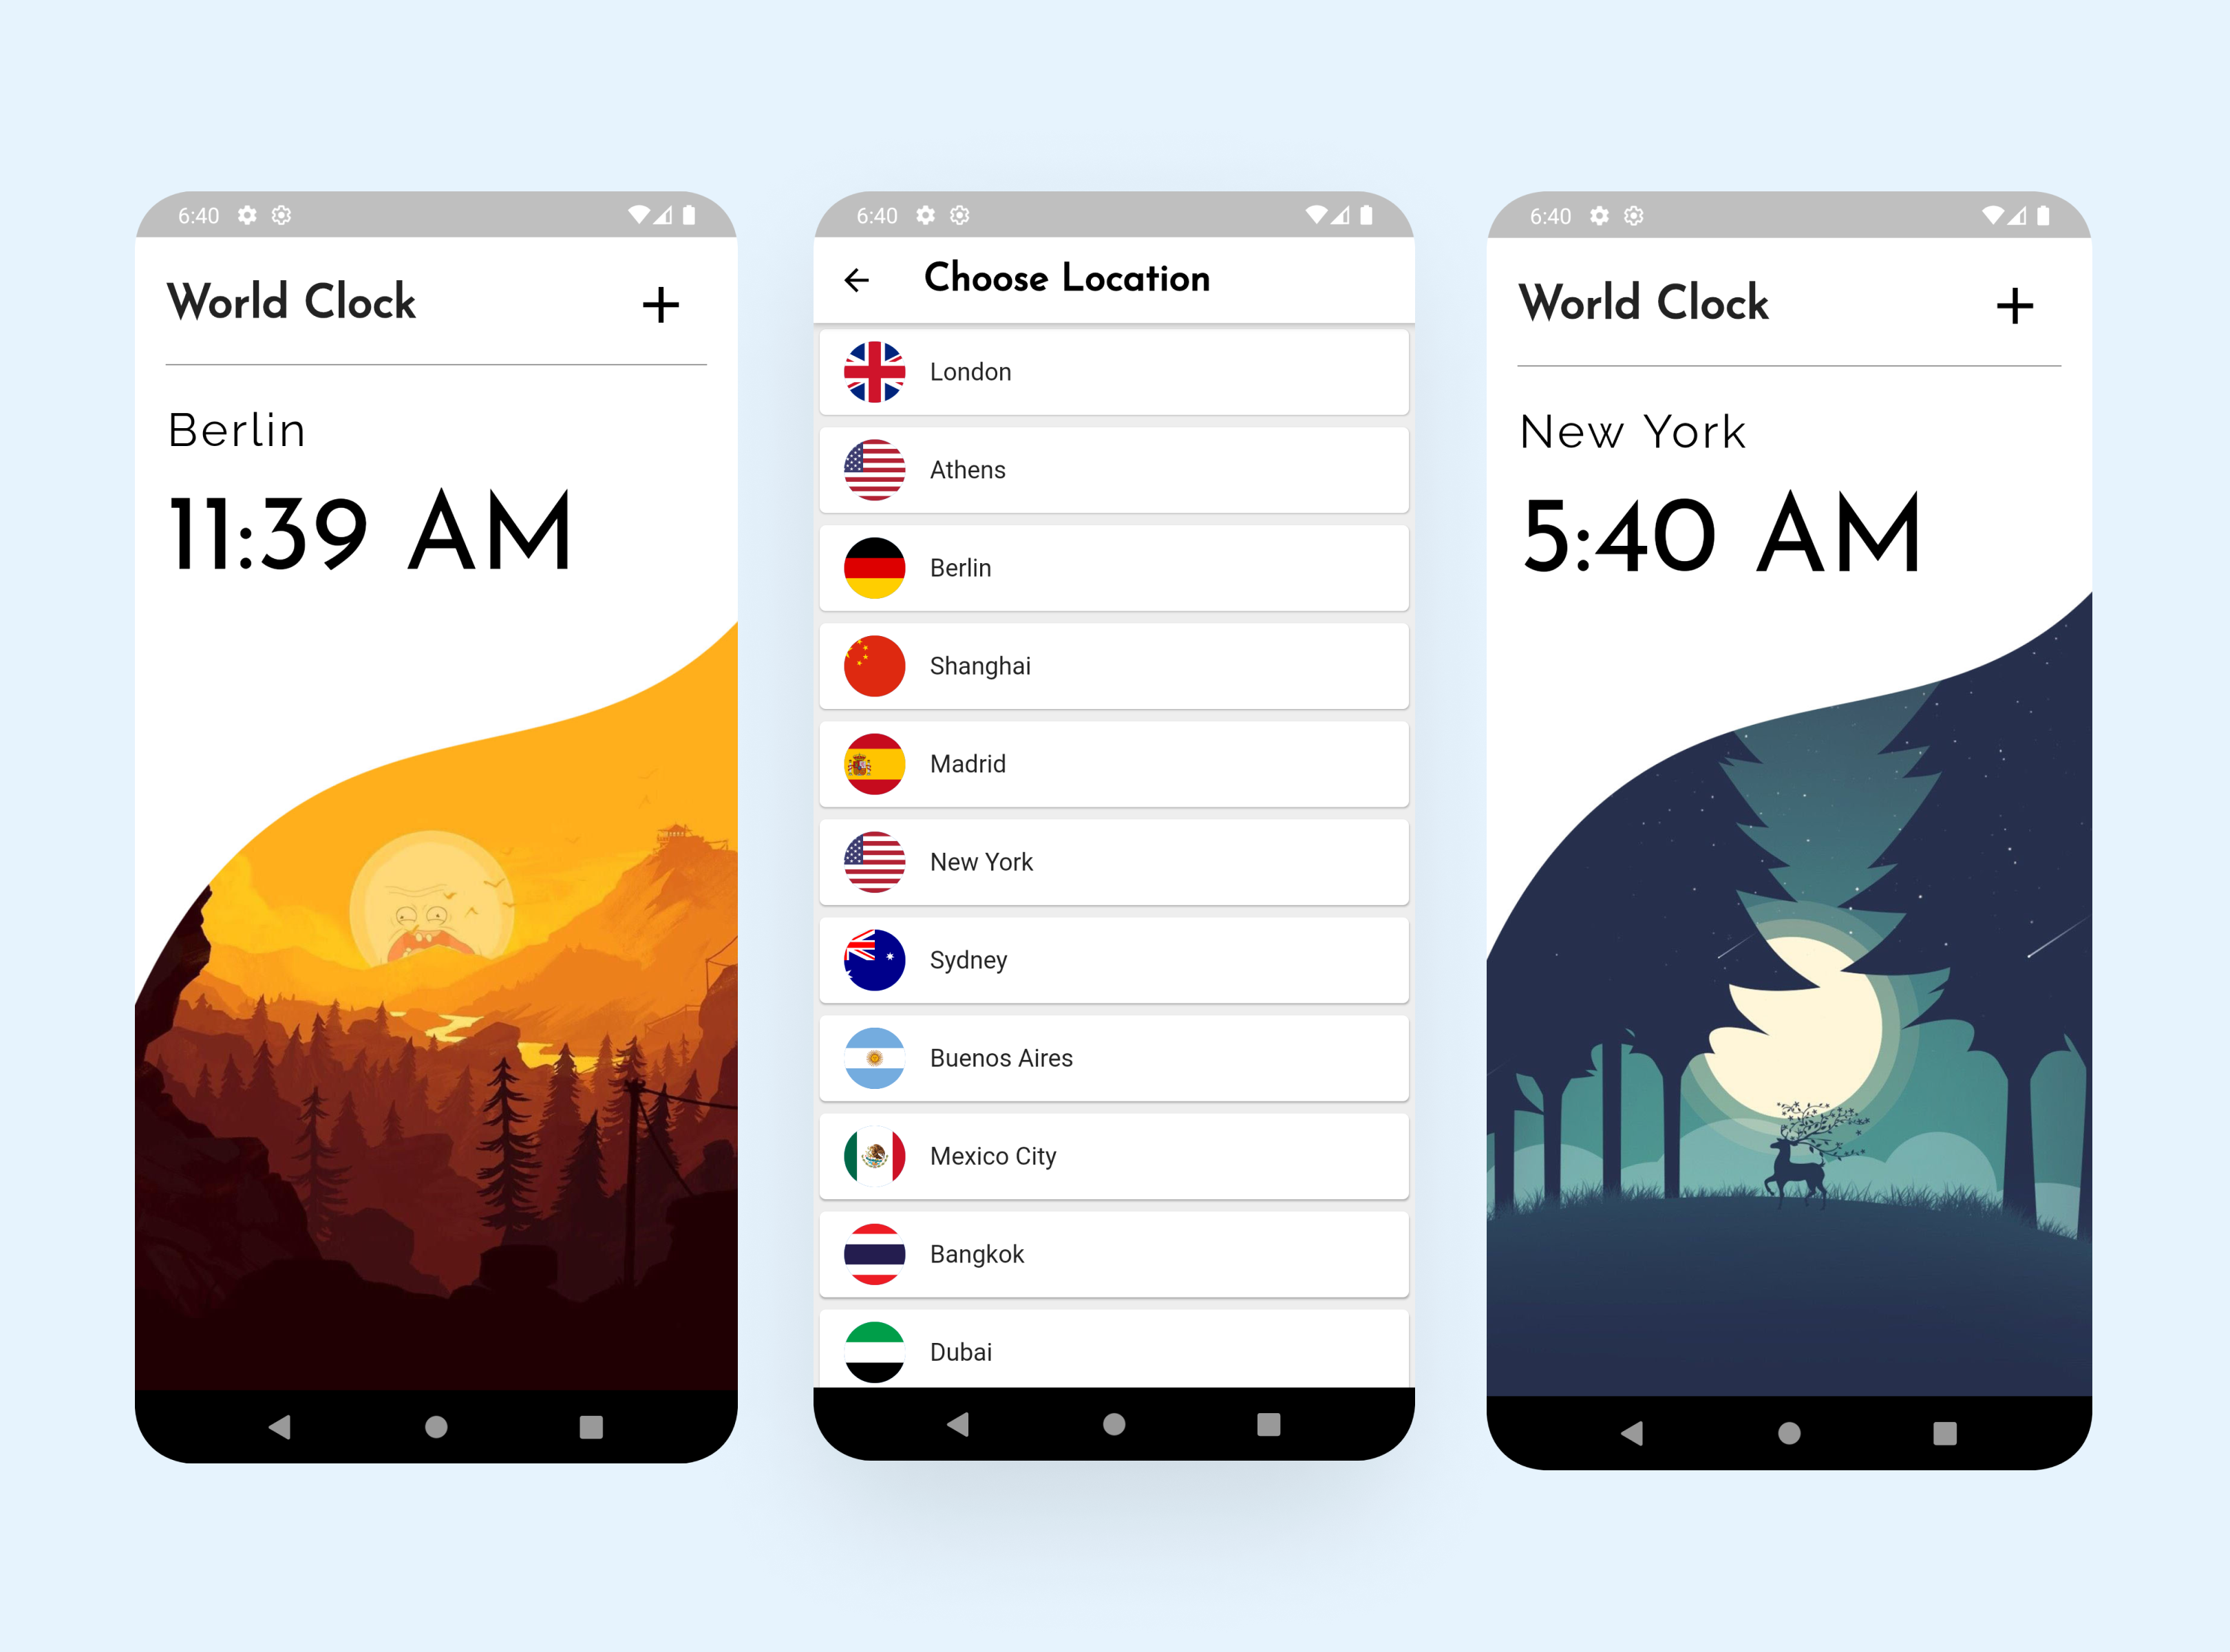 6:40
World Clock
Berlin
11:39 AM
6:40
Choose Location
London
Athens
Berlin
Shanghai
Madrid
New York
Sydney
Buenos Aires
Mexico City
Bangkok
Dubai
6:40
World Clock
New York
5:40 AM